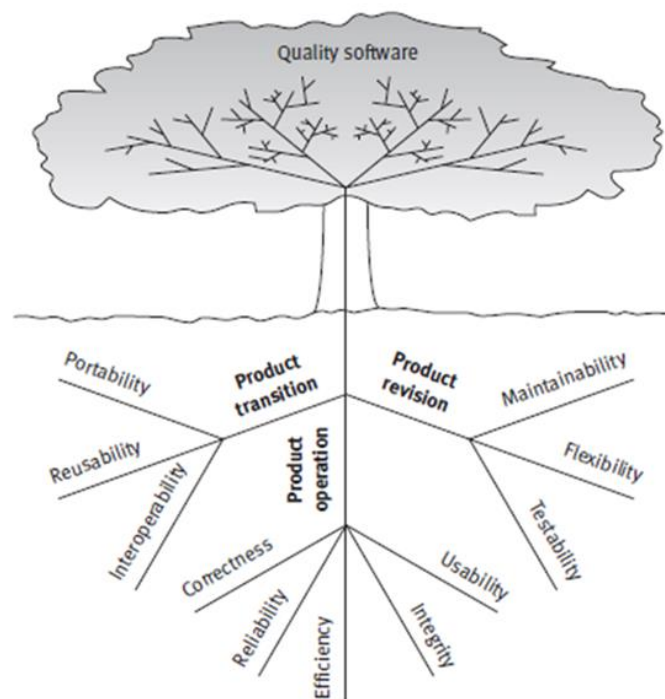 Quality software
Portability
Product
transition
Product
revision
Maintainability
Reusability
Interoperability
Product
operation
Flexibility
Testability
Correctness
Reliability
Efficiency
Integrity
Usability